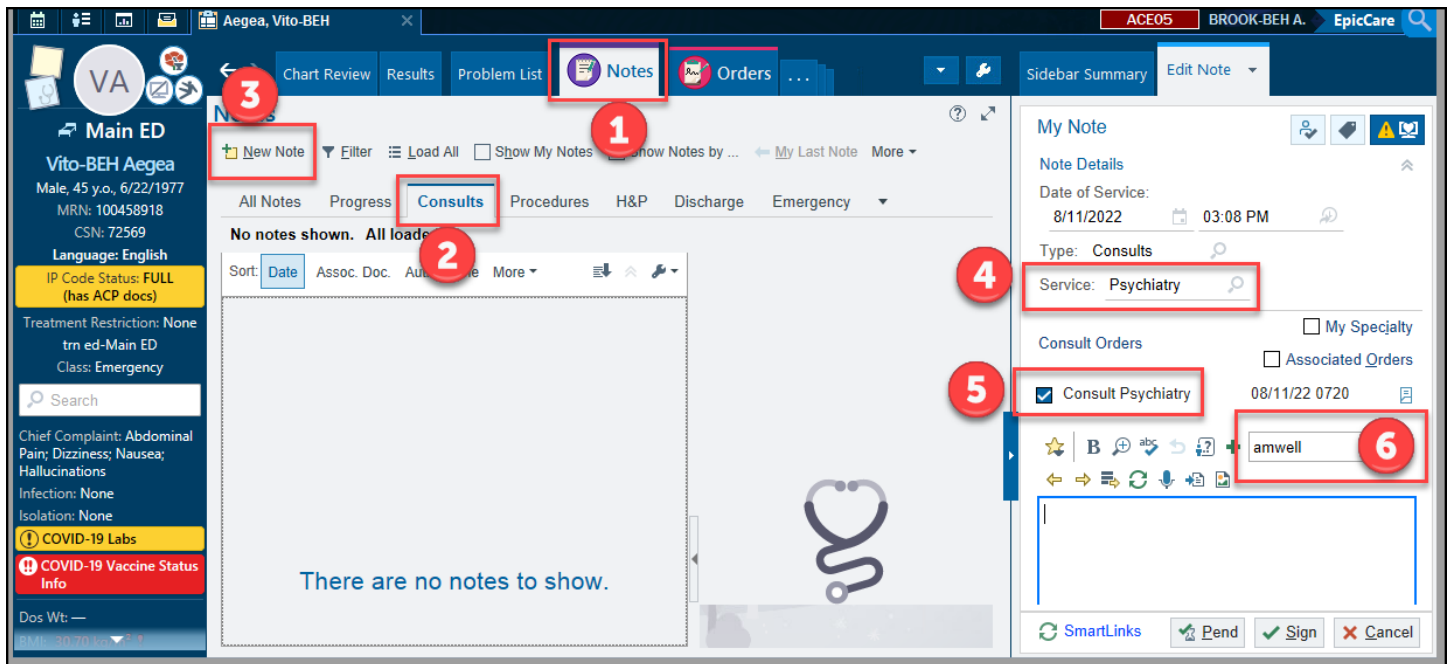 Aegea, Vito-BEH
ACE05 BROOK-BEH A. EpicCare
VA
Main ED
Vito-BEH Aegea
Male, 45 y.o., 6/22/1977
MRN: 100458918
CSN: 72569
Language: English
IP Code Status: FULL
(has ACP docs)
Treatment Restriction: None
trn ed-Main ED
Class: Emergency
Search
Chief Complaint: Abdominal
Pain; Dizziness; Nausea;
Hallucinations
Infection: None
Isolation: None
COVID-19 Labs
COVID-19 Vaccine Status
Info
Dos Wt: —
Chart Review Results Problem List Notes Orders ...
3
1
New Note Filter Load All Show My Notes Show Notes by ... My Last Note More
All Notes Progress Consults Procedures H&P Discharge Emergency
2
No notes shown. All
Sort: Date Assoc. Doc. More
There are no notes to show.
Sidebar Summary Edit Note
My Note
Note Details
Date of Service:
8/11/2022 03:08 PM
Type: Consults
4
Service: Psychiatry
My Specialty
Consult Orders
Associated Orders
5
Consult Psychiatry 08/11/22 0720
B abc amwell 6
SmartLinks Pend Sign Cancel